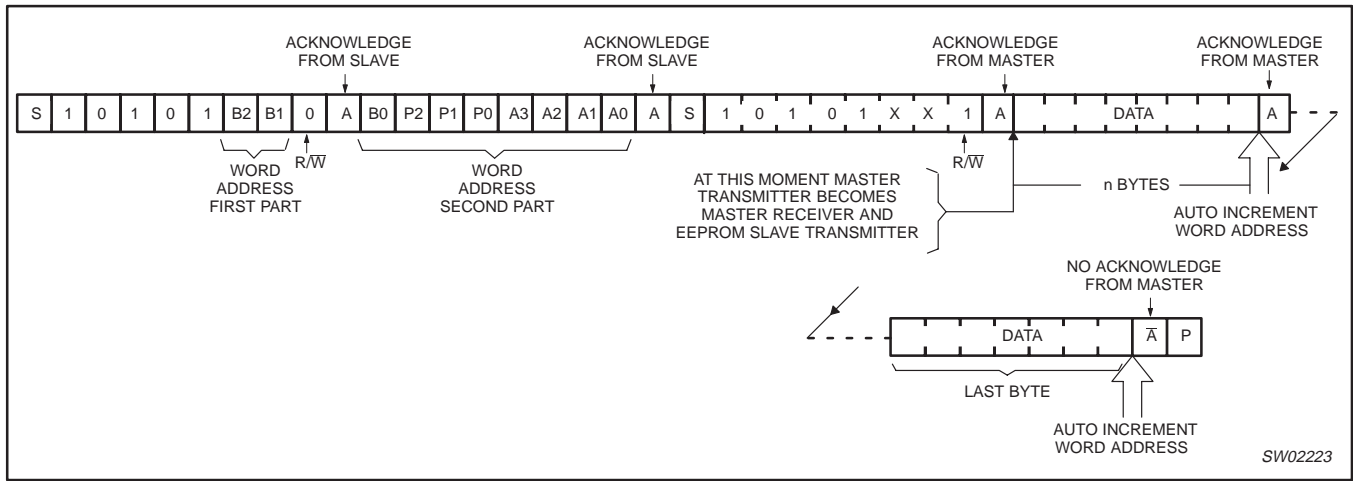 ACKNOWLEDGE
FROM SLAVE
ACKNOWLEDGE
FROM SLAVE
ACKNOWLEDGE
FROM MASTER
ACKNOWLEDGE
FROM MASTER
S 1 0 1 0 1 B2 B1 0 A B0 P2 P1 P0 A3 A2 A1 A0 A S 1 0 1 0 1 X X 1 A DATA A
WORD
ADDRESS
FIRST PART
R/W̅
WORD
ADDRESS
SECOND PART
R/W̅
AT THIS MOMENT MASTER
TRANSMITTER BECOMES
MASTER RECEIVER AND
EEPROM SLAVE TRANSMITTER
n BYTES
AUTO INCREMENT
WORD ADDRESS
NO ACKNOWLEDGE
FROM MASTER
DATA A̅ P
LAST BYTE
AUTO INCREMENT
WORD ADDRESS
SW02223